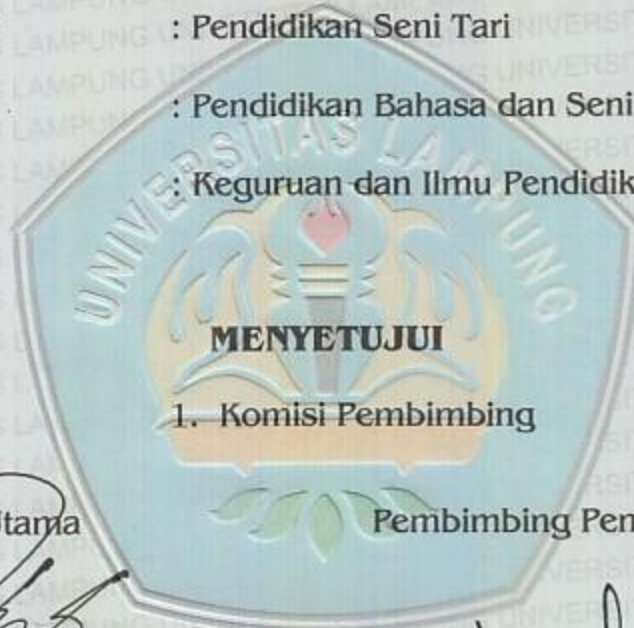 : Pendidikan Seni Tari
: Pendidikan Bahasa dan Seni
: Keguruan dan Ilmu Pendidik
UNIVERSITAS LAMPUNG
MENYETUJUI
1. Komisi Pembimbing
Utama Pembimbing Pen